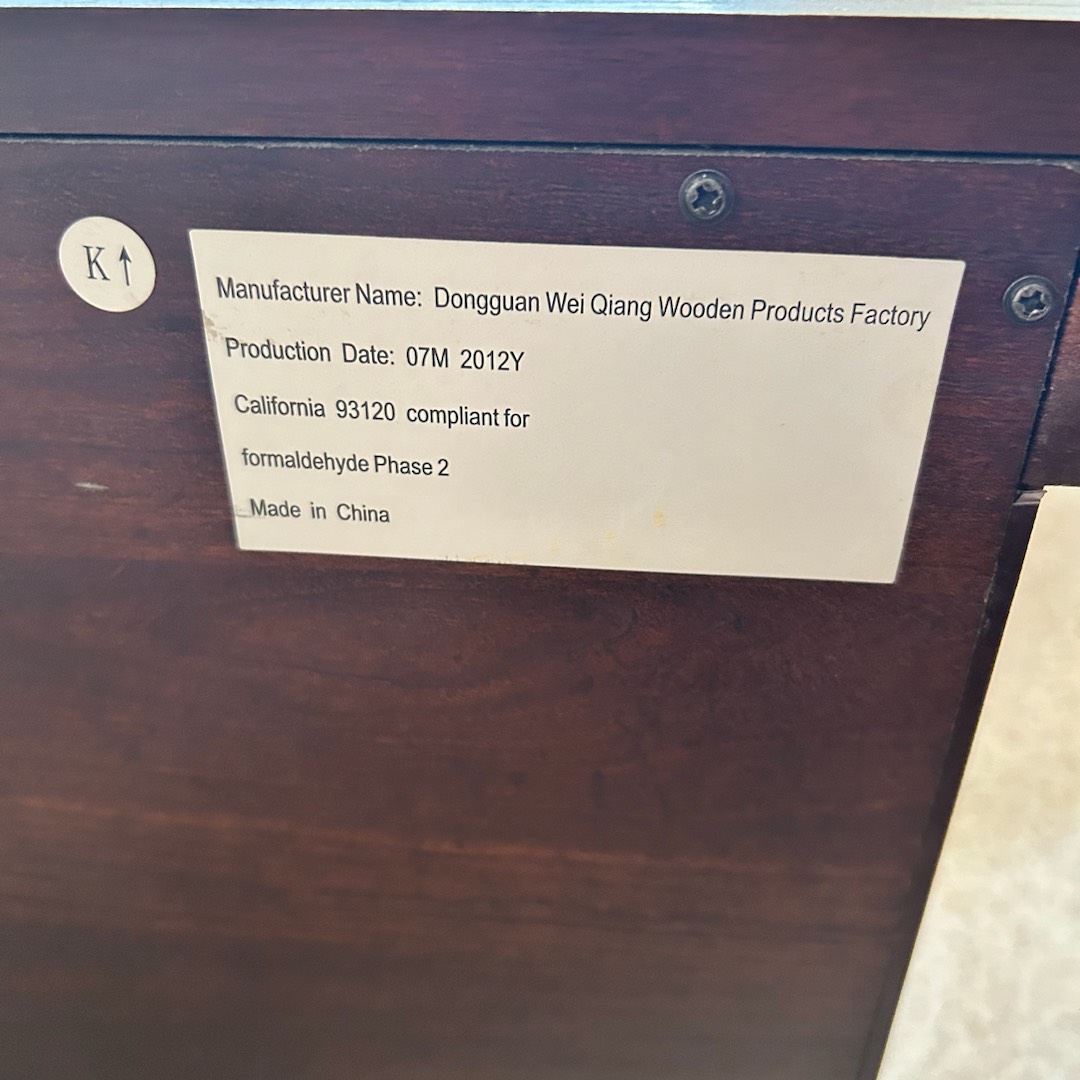 K↑
Manufacturer Name: Dongguan Wei Qiang Wooden Products Factory
Production Date: 07M 2012Y
California 93120 compliant for
formaldehyde Phase 2
Made in China